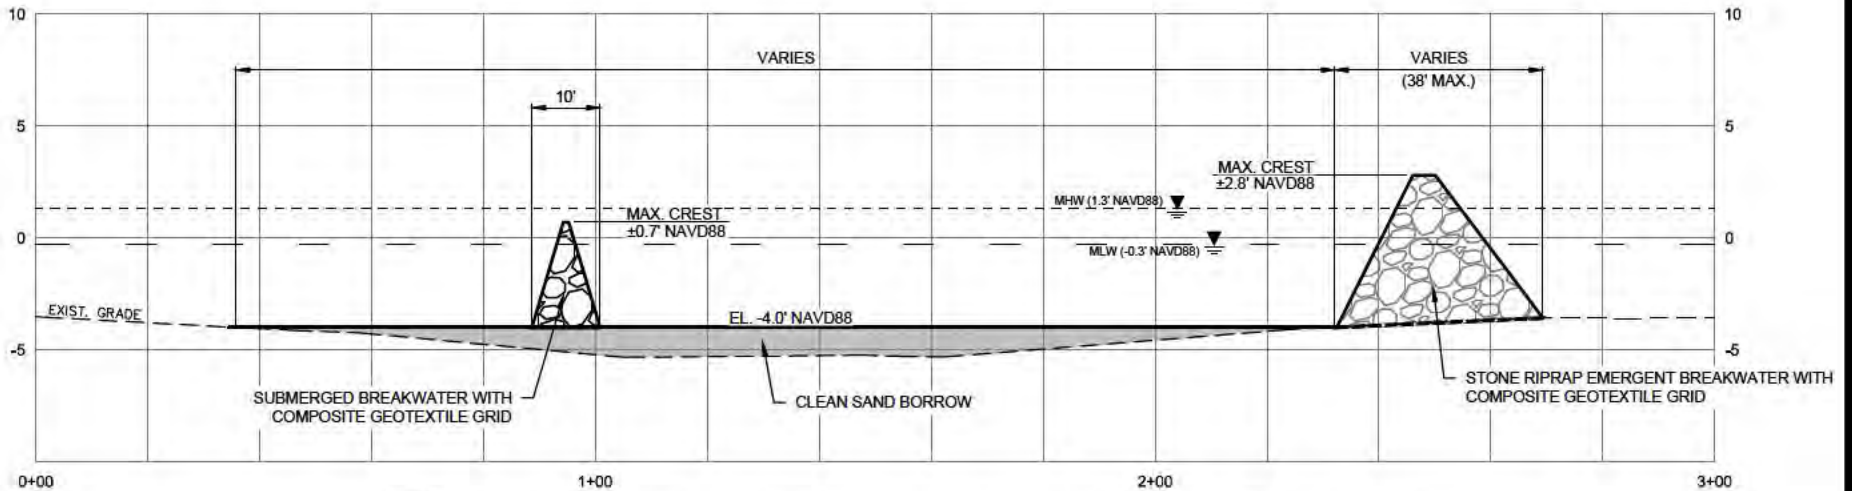 10
10
VARIES
VARIES
(38' MAX.)
10'
5
5
MAX. CREST
±2.8' NAVD88
MHW (1.3' NAVD88)
MAX. CREST
±0.7' NAVD88
0
0
MLW (-0.3' NAVD88)
EXIST. GRADE
EL. -4.0' NAVD88
-5
-5
SUBMERGED BREAKWATER WITH
COMPOSITE GEOTEXTILE GRID
CLEAN SAND BORROW
STONE RIPRAP EMERGENT BREAKWATER WITH
COMPOSITE GEOTEXTILE GRID
0+00
1+00
2+00
3+00